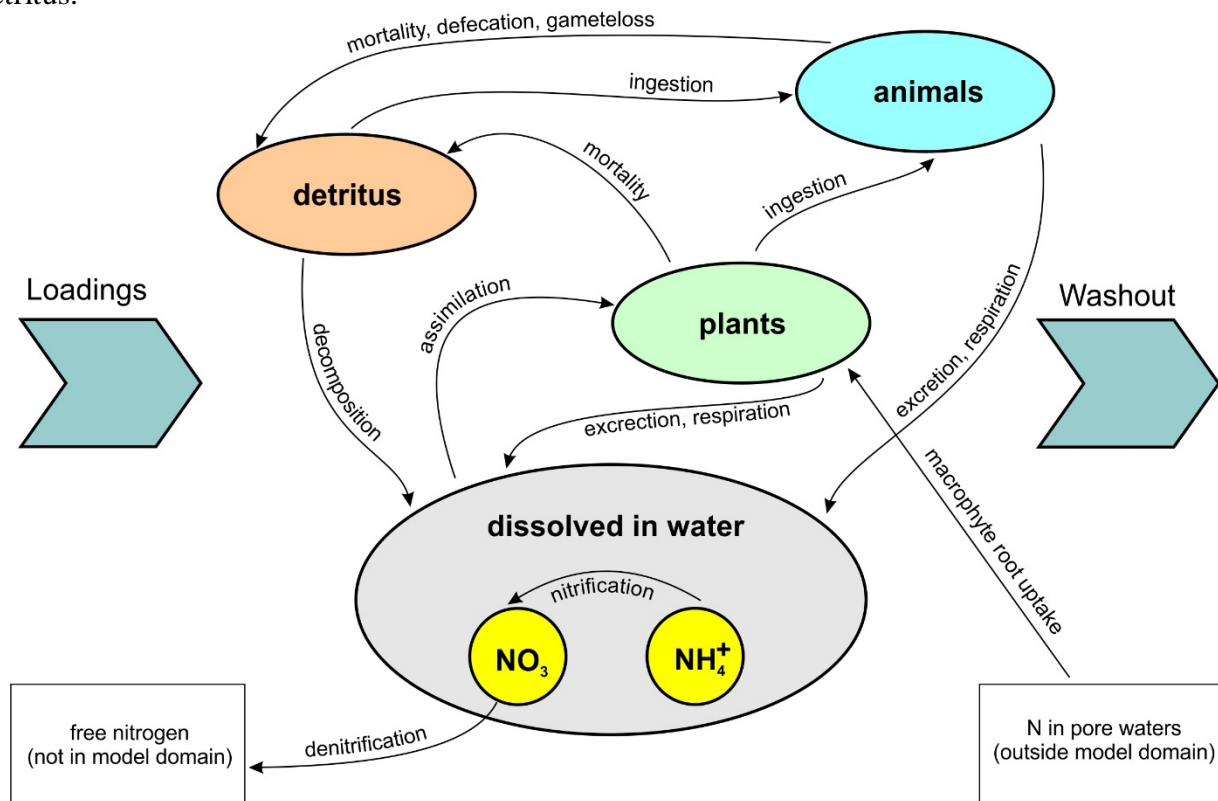 mortality, defecation, gameteloss
ingestion
animals
detritus
mortality
ingestion
Loadings
assimilation
plants
Washout
decomposition
excrection, respiration
excretion, respiration
macrophyte root uptake
dissolved in water
nitrification
NO₃
NH₄⁺
denitrification
free nitrogen
(not in model domain)
N in pore waters
(outside model domain)